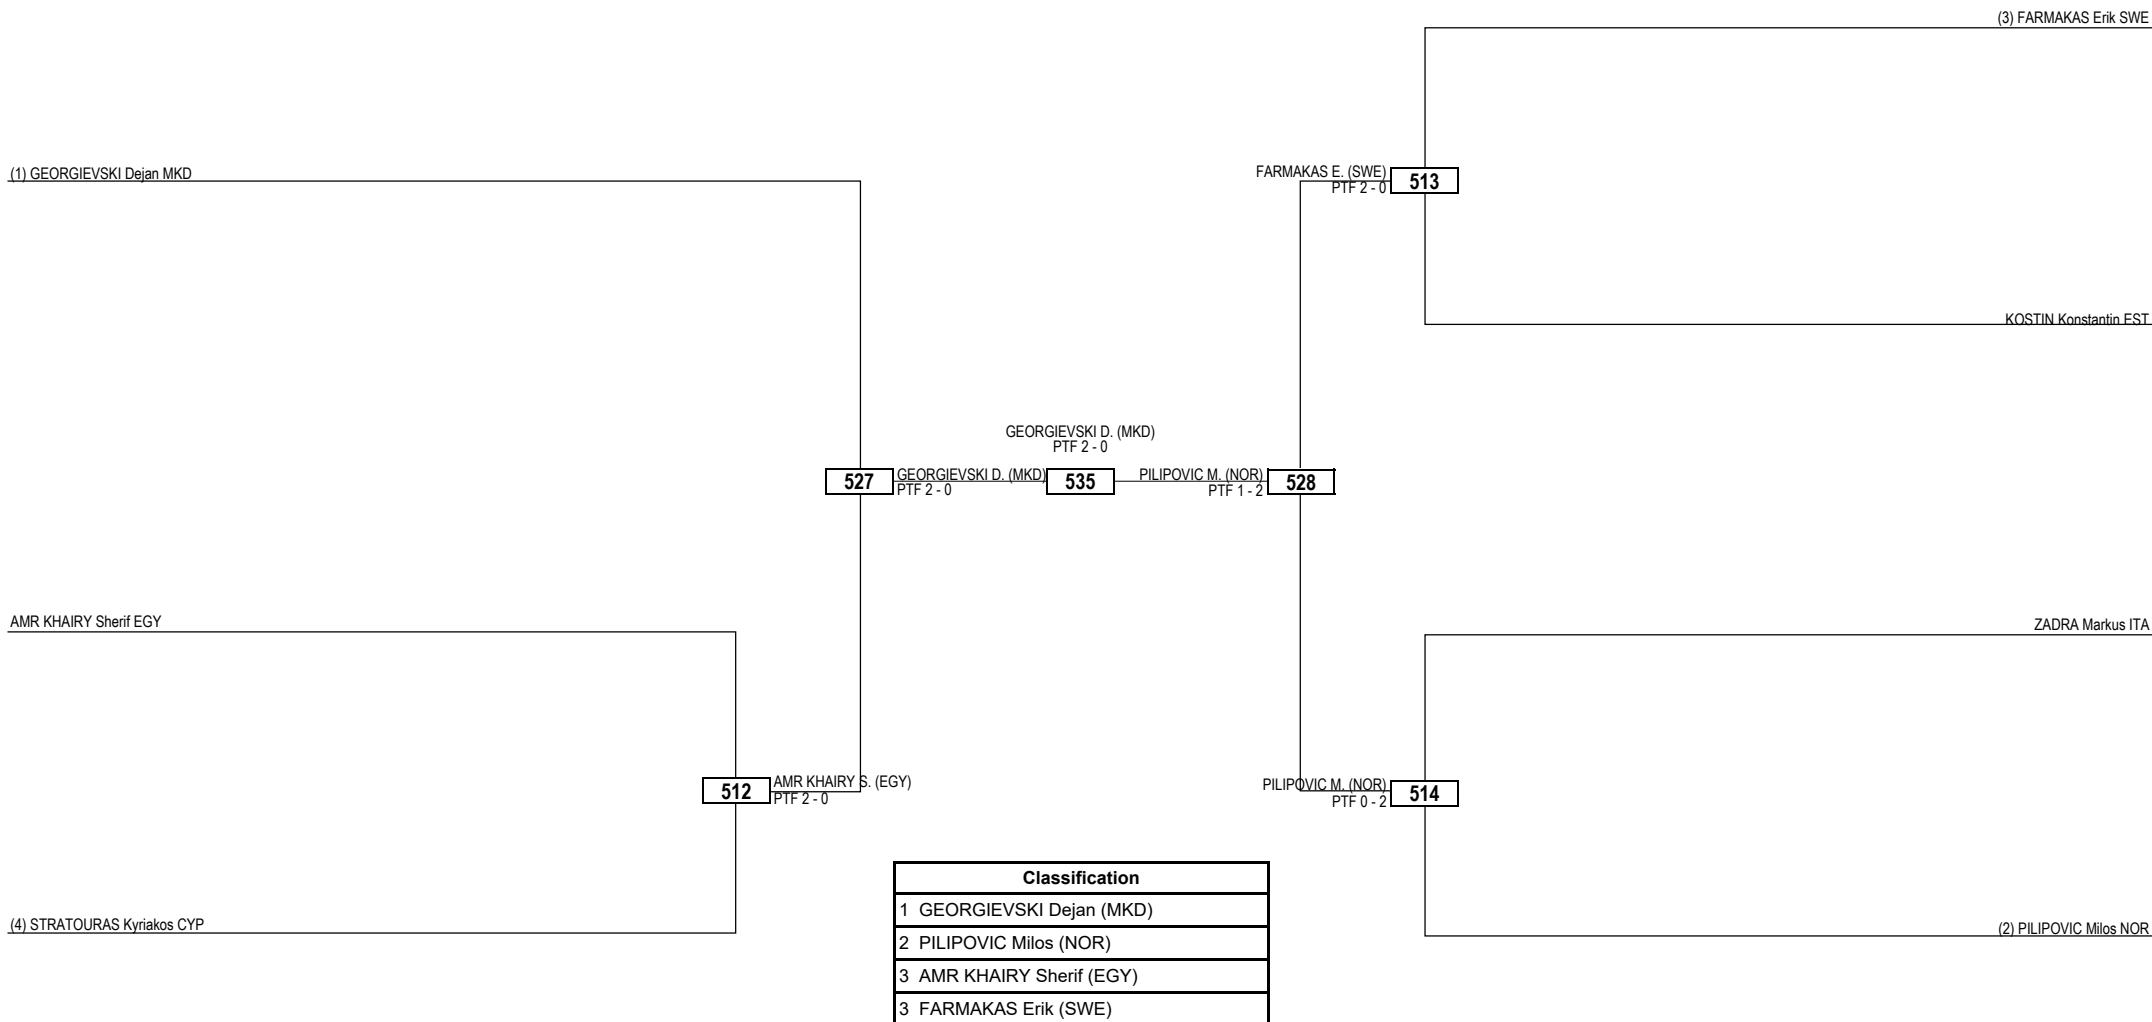 (3) FARMAKAS Erik SWE
(1) GEORGIEVSKI Dejan MKD
FARMAKAS E. (SWE)
PTF 2 - 0
513
KOSTIN Konstantin EST
GEORGIEVSKI D. (MKD)
PTF 2 - 0
527
GEORGIEVSKI D. (MKD)
PTF 2 - 0
535
PILIPOVIC M. (NOR)
PTF 1 - 2
528
AMR KHAIRY Sherif EGY
ZADRA Markus ITA
512
AMR KHAIRY S. (EGY)
PTF 2 - 0
PILIPOVIC M. (NOR)
PTF 0 - 2
514
(4) STRATOURAS Kyriakos CYP
(2) PILIPOVIC Milos NOR
Classification
1 GEORGIEVSKI Dejan (MKD)
2 PILIPOVIC Milos (NOR)
3 AMR KHAIRY Sherif (EGY)
3 FARMAKAS Erik (SWE)